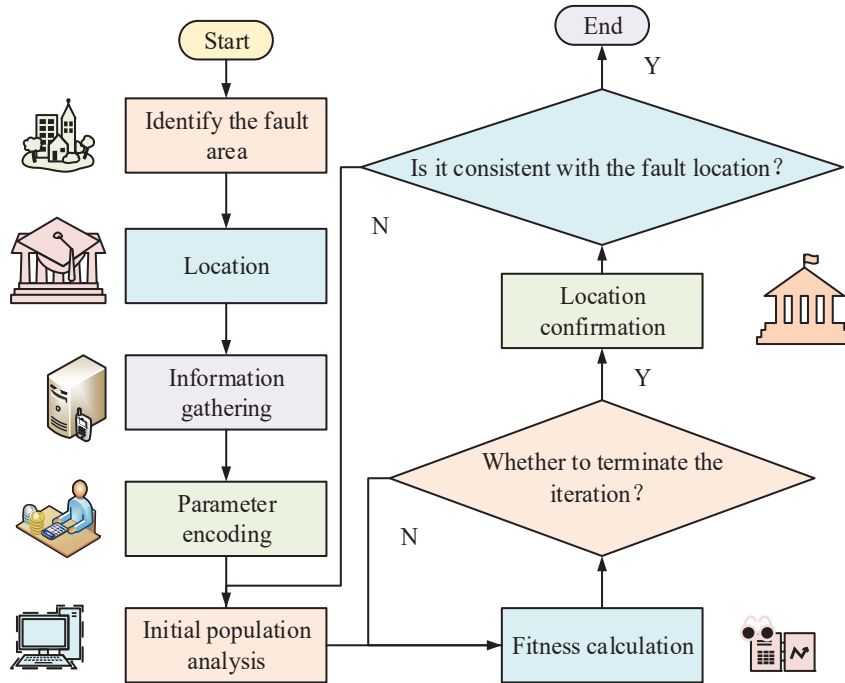 Start
Identify the fault
area
Location
Information
gathering
Parameter
encoding
Initial population
analysis
End
Y
Is it consistent with the fault location？
N
Location
confirmation
Y
Whether to terminate the
iteration？
N
Fitness calculation